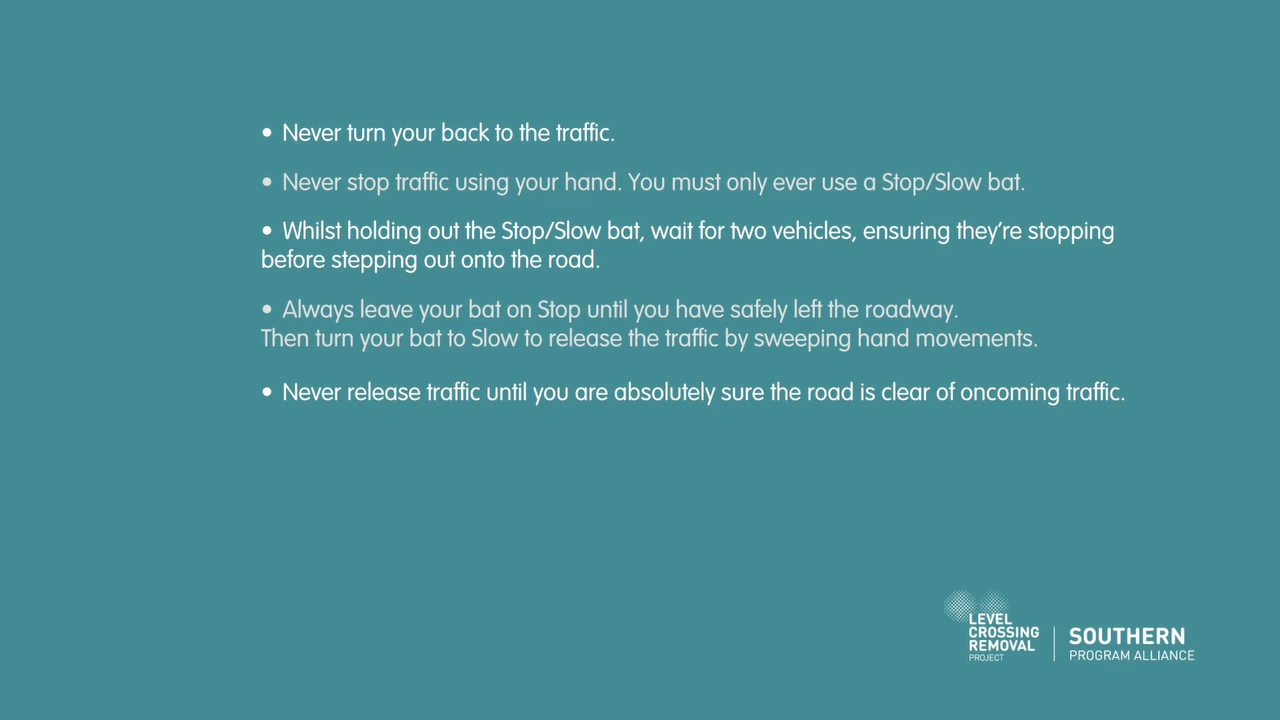 • Never turn your back to the traffic.
• Never stop traffic using your hand. You must only ever use a Stop/Slow bat.
• Whilst holding out the Stop/Slow bat, wait for two vehicles, ensuring they’re stopping
before stepping out onto the road.
• Always leave your bat on Stop until you have safely left the roadway.
Then turn your bat to Slow to release the traffic by sweeping hand movements.
• Never release traffic until you are absolutely sure the road is clear of oncoming traffic.
LEVEL
CROSSING
REMOVAL
PROJECT
SOUTHERN
PROGRAM ALLIANCE